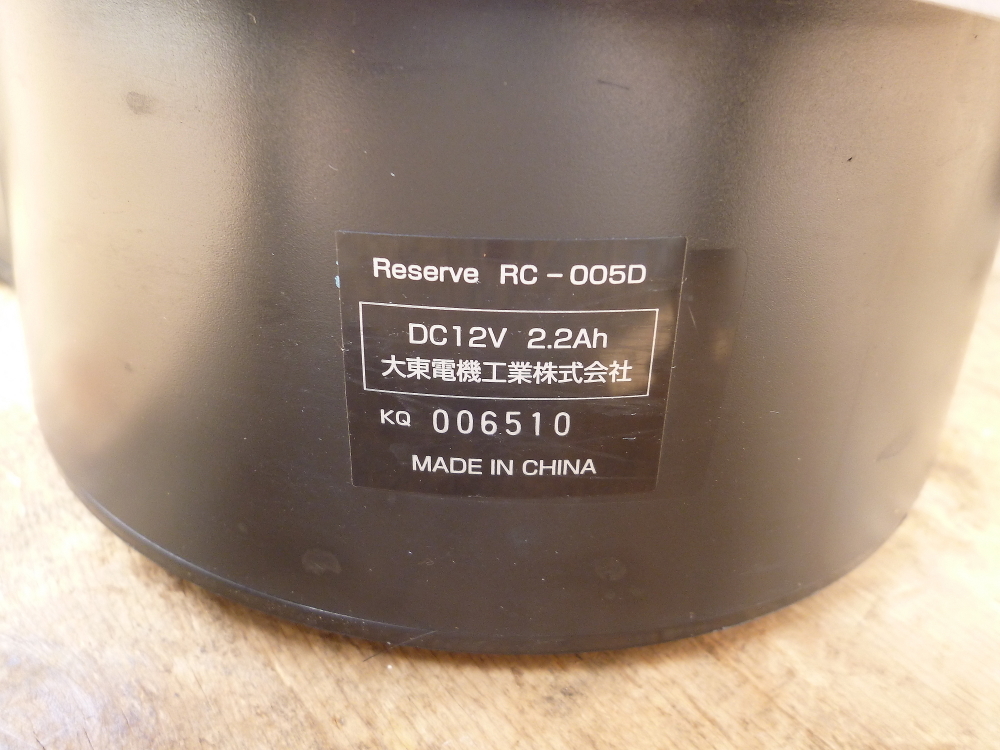 Reserve RC-005D
DC12V 2.2Ah
大東電機工業株式会社
KQ 006510
MADE IN CHINA